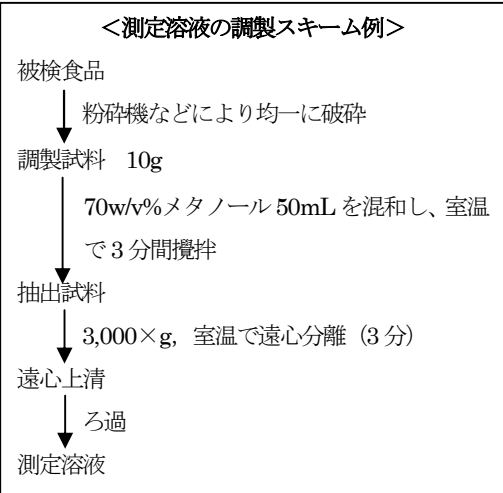 ＜測定溶液の調製スキーム例＞
被検食品
粉砕機などにより均一に破砕
調製試料　10g
70w/v%メタノール 50mL を混和し、室温
で 3 分間攪拌
抽出試料
3,000×g,　室温で遠心分離（3 分）
遠心上清
ろ過
測定溶液